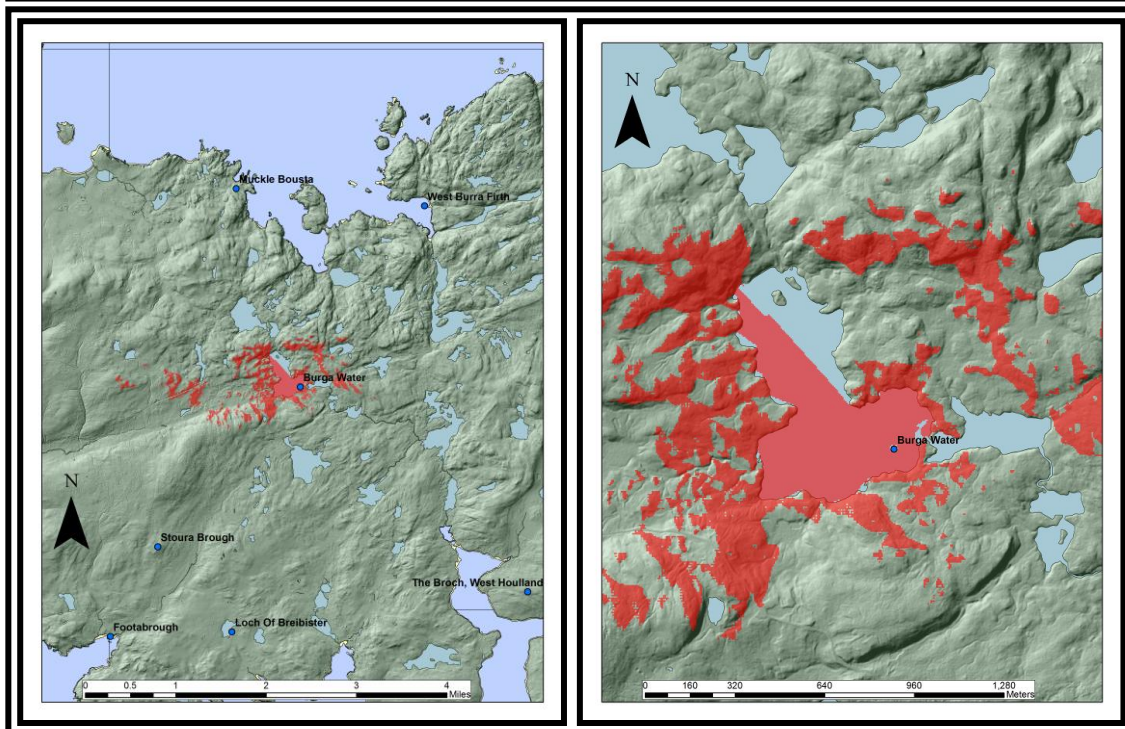 N
Muckle Bousta
West Burra Firth
Burga Water
N
Stoura Brough
The Broch, West Houlland
Footabrough
Loch Of Breibister
0 0.5 1 2 3 4
Miles
N
Burga Water
0 160 320 640 960 1,280
Meters